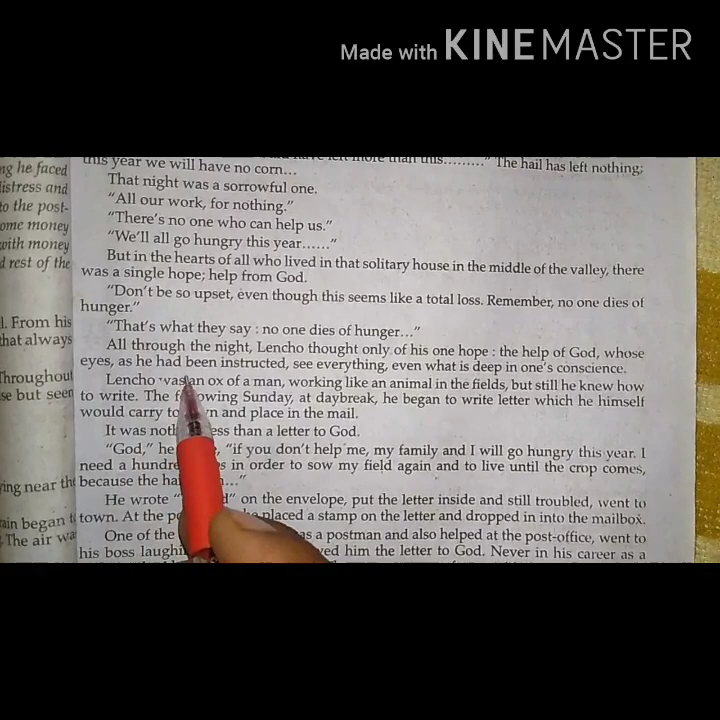 Made with KINEMASTER
ng he faced
istress and
to the post-
ome money
with money
d rest of the
l. From his
that always
Throughout
se but seen
ying near th
ain began t
The air wa
more than this.........” The hail has left nothing;
this year we will have no corn...
That night was a sorrowful one.
“All our work, for nothing.”
“There's no one who can help us.”
“We'll all go hungry this year......”
But in the hearts of all who lived in that solitary house in the middle of the valley, there
was a single hope; help from God.
“Don't be so upset, even though this seems like a total loss. Remember, no one dies of
hunger.”
“That's what they say : no one dies of hunger...”
All through the night, Lencho thought only of his one hope : the help of God, whose
eyes, as he had been instructed, see everything, even what is deep in one's conscience.
Lencho was an ox of a man, working like an animal in the fields, but still he knew how
to write. The f owing Sunday, at daybreak, he began to write letter which he himself
would carry to wn and place in the mail.
It was noth ess than a letter to God.
“God,” he “if you don't help me, my family and I will go hungry this year. I
need a hundre s in order to sow my field again and to live until the crop comes,
because the ha ...”
He wrote “ d” on the envelope, put the letter inside and still troubled, went to
town. At the po he placed a stamp on the letter and dropped in into the mailbox.
One of the as a postman and also helped at the post-office, went to
his boss laughi ved him the letter to God. Never in his career as a